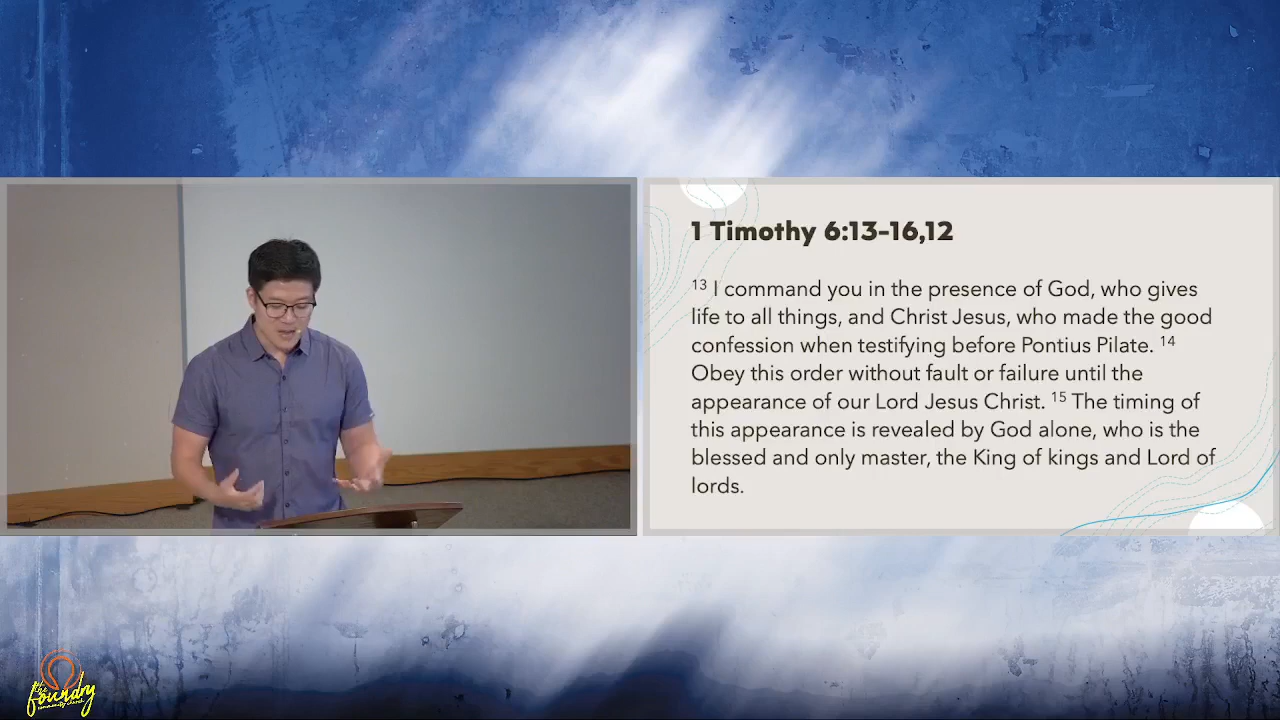 1 Timothy 6:13-16,12
13 I command you in the presence of God, who gives
life to all things, and Christ Jesus, who made the good
confession when testifying before Pontius Pilate. 14
Obey this order without fault or failure until the
appearance of our Lord Jesus Christ. 15 The timing of
this appearance is revealed by God alone, who is the
blessed and only master, the King of kings and Lord of
lords.
the
foundry
community church